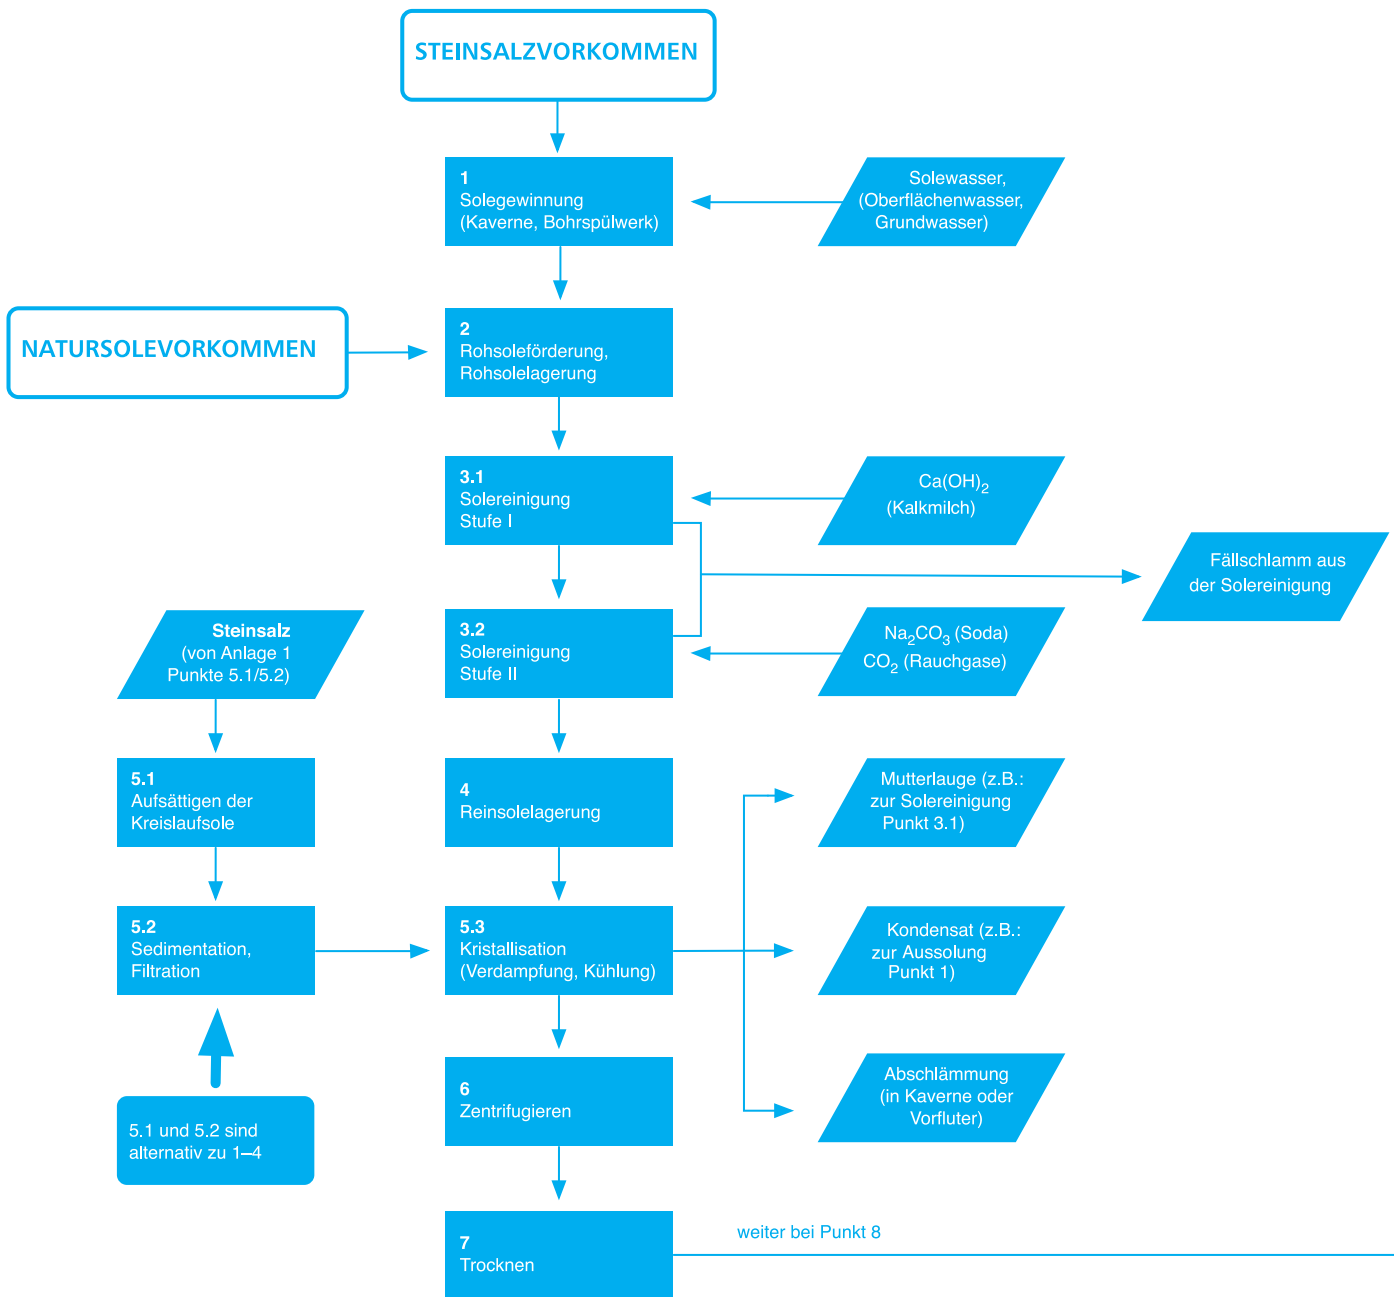 STEINSALZVORKOMMEN
1
Solegewinnung
(Kaverne, Bohrspülwerk)
Solewasser,
(Oberflächenwasser,
Grundwasser)
NATURSOLEVORKOMMEN
2
Rohsoleförderung,
Rohsolelagerung
3.1
Solereinigung
Stufe I
Ca(OH)₂
(Kalkmilch)
Fällschlamm aus
der Solereinigung
Steinsalz
(von Anlage 1
Punkte 5.1/5.2)
3.2
Solereinigung
Stufe II
Na₂CO₃ (Soda)
CO₂ (Rauchgase)
5.1
Aufsättigen der
Kreislaufsole
4
Reinsolelagerung
Mutterlauge (z.B.:
zur Solereinigung
Punkt 3.1)
5.2
Sedimentation,
Filtration
5.3
Kristallisation
(Verdampfung, Kühlung)
Kondensat (z.B.:
zur Aussolung
Punkt 1)
5.1 und 5.2 sind
alternativ zu 1–4
6
Zentrifugieren
Abschlämmung
(in Kaverne oder
Vorfluter)
7
Trocknen
weiter bei Punkt 8